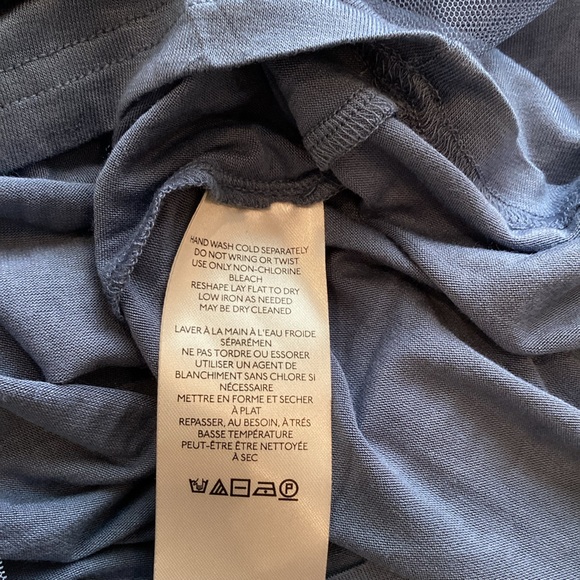 HAND WASH COLD SEPARATELY
DO NOT WRING OR TWIST
USE ONLY NON-CHLORINE
BLEACH
RESHAPE LAY FLAT TO DRY
LOW IRON AS NEEDED
MAY BE DRY CLEANED
LAVER À LA MAIN À L'EAU FROIDE
SÉPARÉMEN
NE PAS TORDRE OU ESSORER
UTILISER UN AGENT DE
BLANCHIMENT SANS CHLORE SI
NÉCESSAIRE
METTRE EN FORME ET SECHER
À PLAT
REPASSER, AU BESOIN, À TRÉS
BASSE TEMPÉRATURE
PEUT-ÊTRE ÊTRE NETTOYÉE
À SEC
P